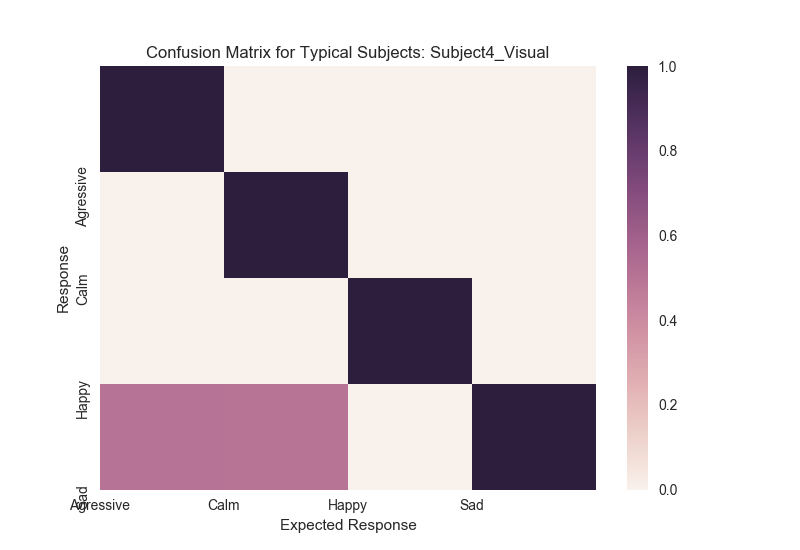 Confusion Matrix for Typical Subjects: Subject4_Visual
1.0
0.8
0.6
0.4
0.2
0.0
Response
Agressive
Calm
Happy
Sad
Agressive
Calm
Happy
Sad
Expected Response